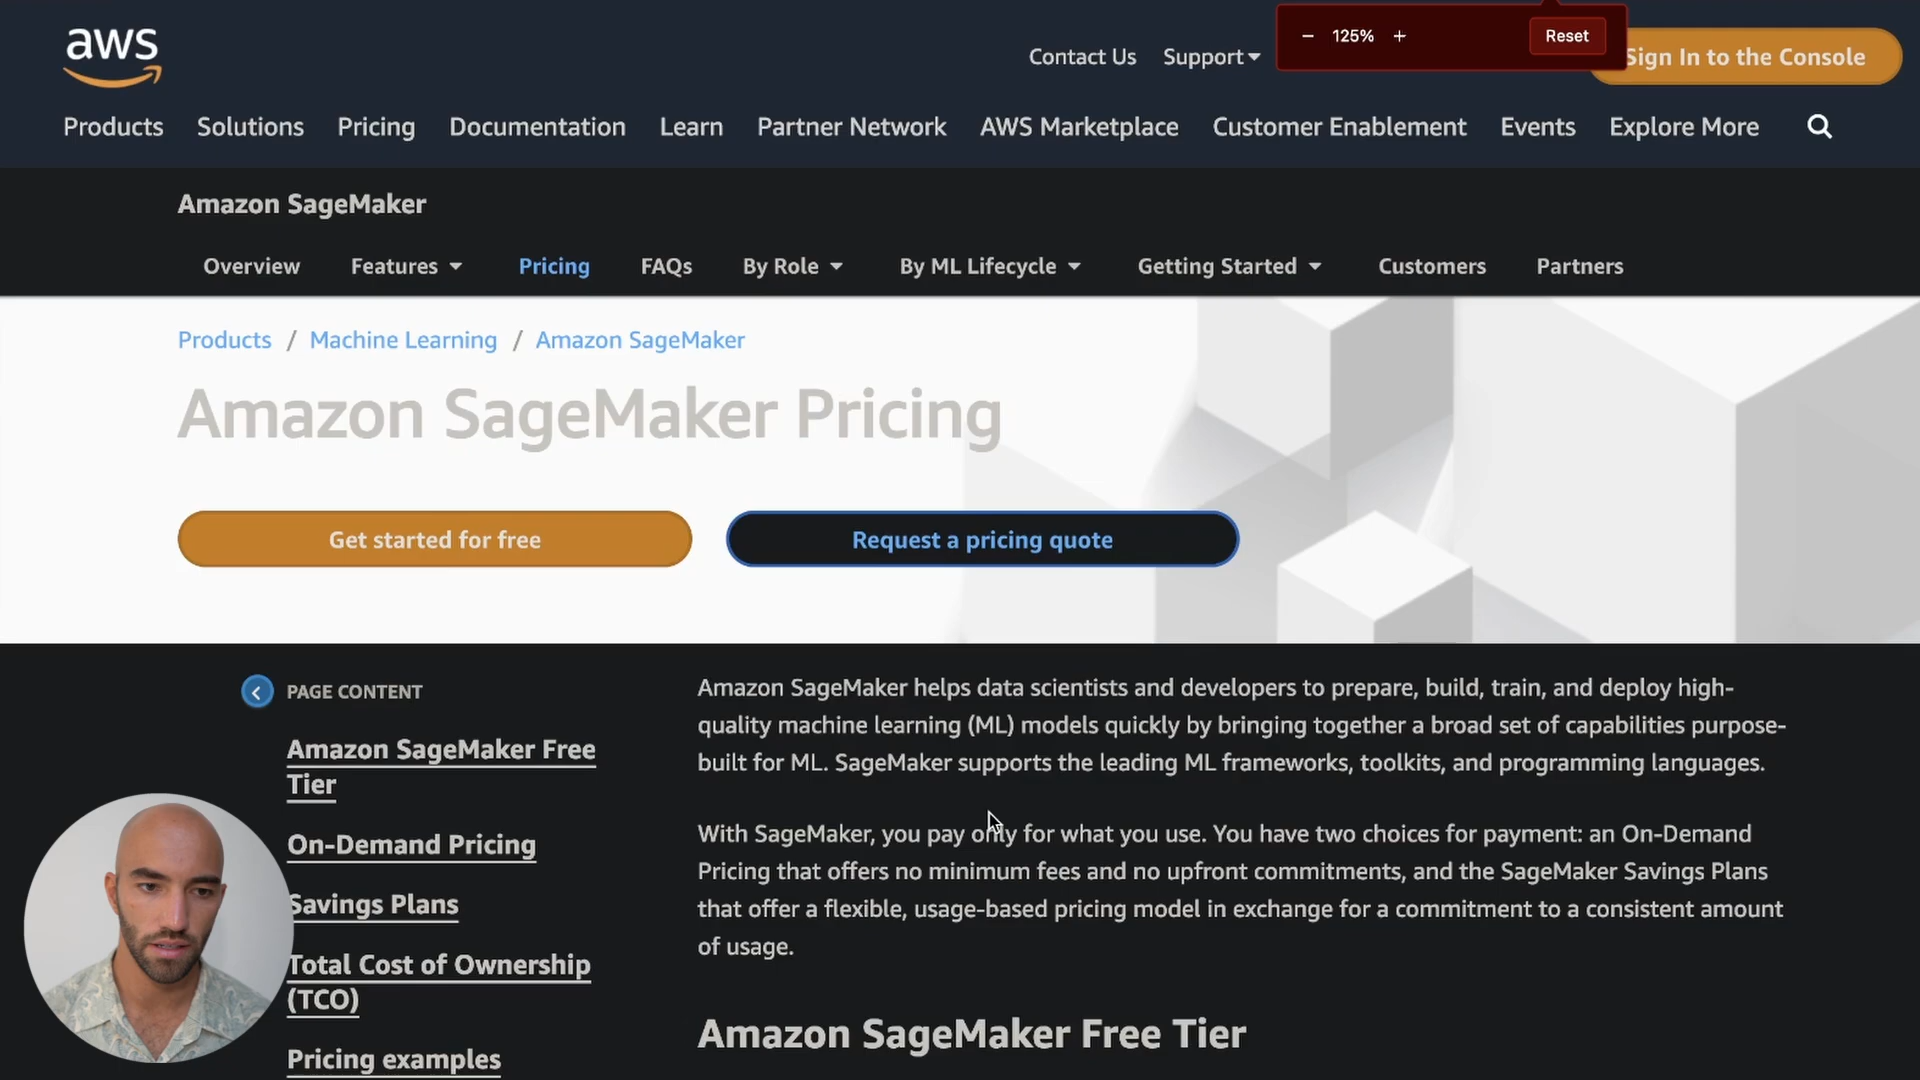 aws
Contact Us Support
− 125% + Reset
Sign In to the Console
Products Solutions Pricing Documentation Learn Partner Network AWS Marketplace Customer Enablement Events Explore More
Amazon SageMaker
Overview Features Pricing FAQs By Role By ML Lifecycle Getting Started Customers Partners
Products / Machine Learning / Amazon SageMaker
Amazon SageMaker Pricing
Get started for free Request a pricing quote
PAGE CONTENT
Amazon SageMaker Free
Tier
On-Demand Pricing
Savings Plans
Total Cost of Ownership
(TCO)
Pricing examples
Amazon SageMaker helps data scientists and developers to prepare, build, train, and deploy high-
quality machine learning (ML) models quickly by bringing together a broad set of capabilities purpose-
built for ML. SageMaker supports the leading ML frameworks, toolkits, and programming languages.
With SageMaker, you pay only for what you use. You have two choices for payment: an On-Demand
Pricing that offers no minimum fees and no upfront commitments, and the SageMaker Savings Plans
that offer a flexible, usage-based pricing model in exchange for a commitment to a consistent amount
of usage.
Amazon SageMaker Free Tier